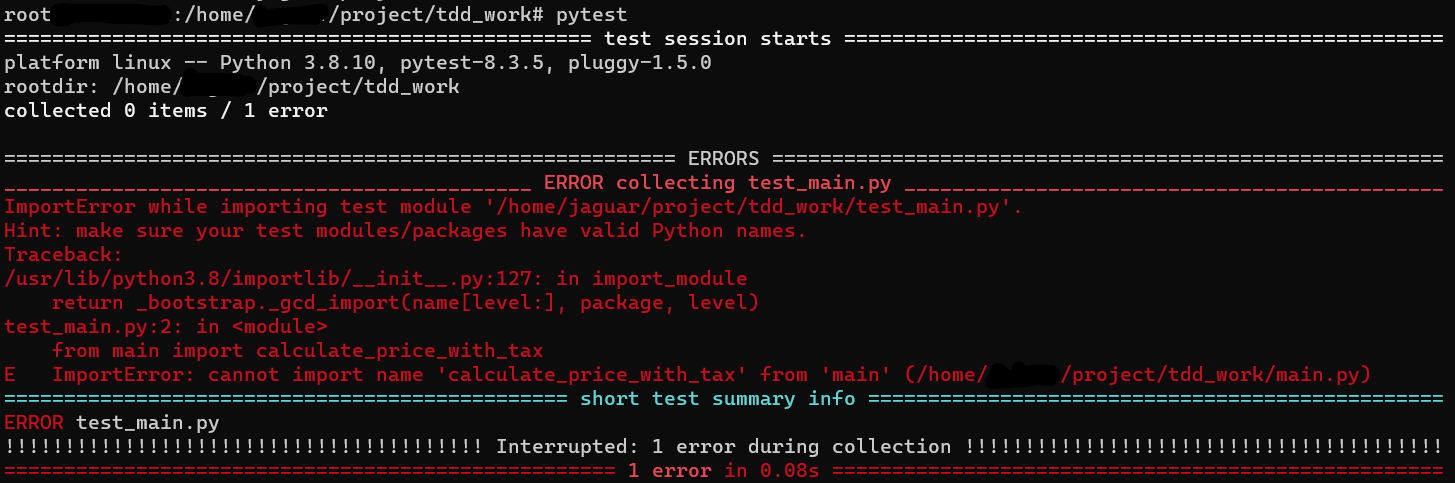 root :/home/ /project/tdd_work# pytest
================================================= test session starts ==================================================
platform linux -- Python 3.8.10, pytest-8.3.5, pluggy-1.5.0
rootdir: /home/ /project/tdd_work
collected 0 items / 1 error

======================================================== ERRORS ========================================================
____________________________________________ ERROR collecting test_main.py _____________________________________________
ImportError while importing test module '/home/jaguar/project/tdd_work/test_main.py'.
Hint: make sure your test modules/packages have valid Python names.
Traceback:
/usr/lib/python3.8/importlib/__init__.py:127: in import_module
    return _bootstrap._gcd_import(name[level:], package, level)
test_main.py:2: in <module>
    from main import calculate_price_with_tax
E   ImportError: cannot import name 'calculate_price_with_tax' from 'main' (/home/ /project/tdd_work/main.py)
=============================================== short test summary info ================================================
ERROR test_main.py
!!!!!!!!!!!!!!!!!!!!!!!!!!!!!!!!!!!!!!!! Interrupted: 1 error during collection !!!!!!!!!!!!!!!!!!!!!!!!!!!!!!!!!!!!!!!!
=================================================== 1 error in 0.08s ===================================================